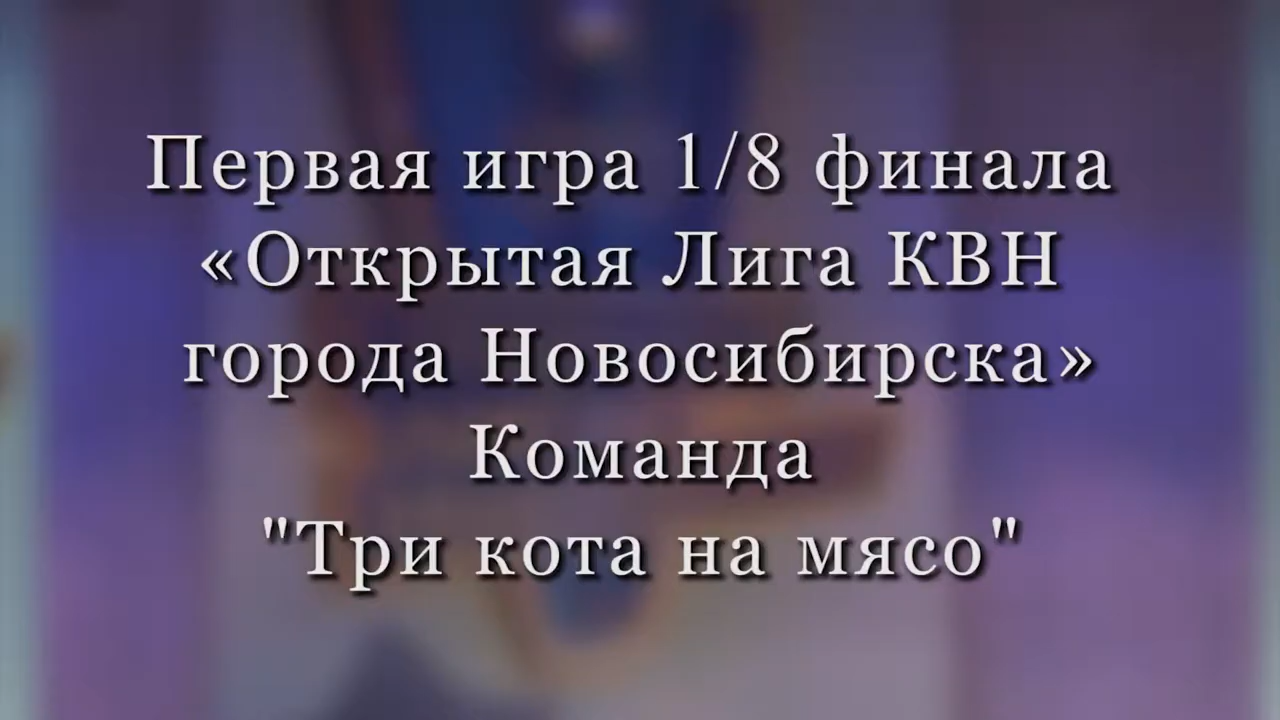 Первая игра 1/8 финала
«Открытая Лига КВН
города Новосибирска»
Команда
"Три кота на мясо"